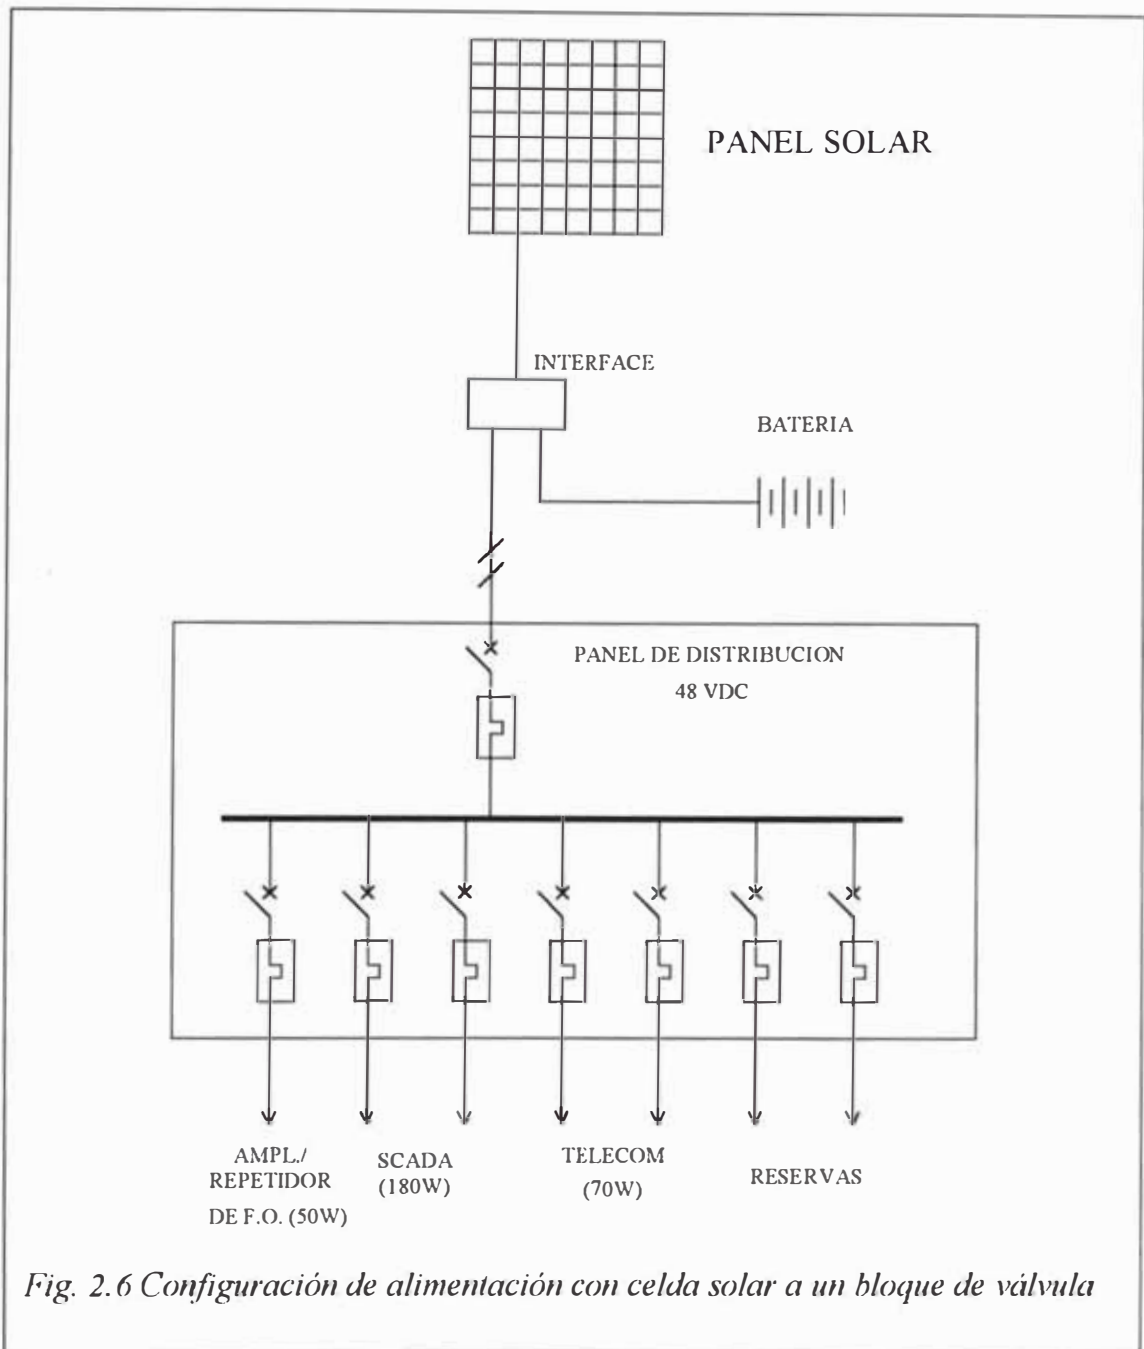 PANEL SOLAR
INTERFACE
BATERIA
PANEL DE DISTRIBUCION
48 VDC
AMPL./
REPETIDOR
DE F.O. (50W)
SCADA
(180W)
TELECOM
(70W)
RESERVAS
Fig. 2.6 Configuración de alimentación con celda solar a un bloque de válvula